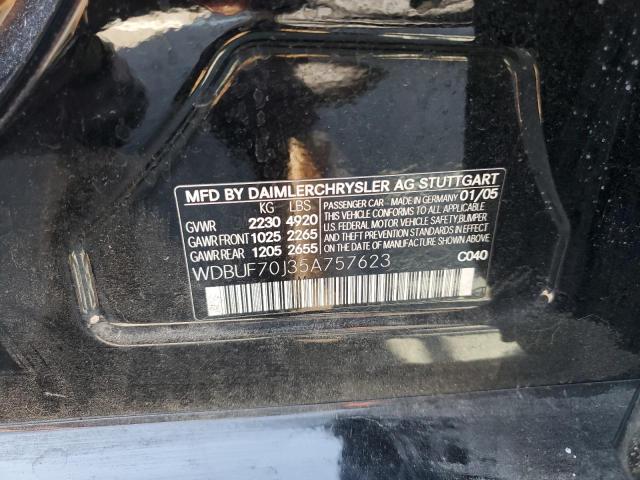 MFD BY DAIMLERCHRYSLER AG STUTTGART
KG LBS PASSENGER CAR MADE IN GERMANY 01/05
GVWR 2230 4920 THIS VEHICLE CONFORMS TO ALL APPLICABLE
GAWR FRONT 1025 2265 U.S. FEDERAL MOTOR VEHICLE SAFETY, BUMPER
GAWR REAR 1205 2655 AND THEFT PREVENTION STANDARDS IN EFFECT
ON THE DATE OF MANUFACTURE SHOWN ABOVE.
WDBUF70J35A757623 C040